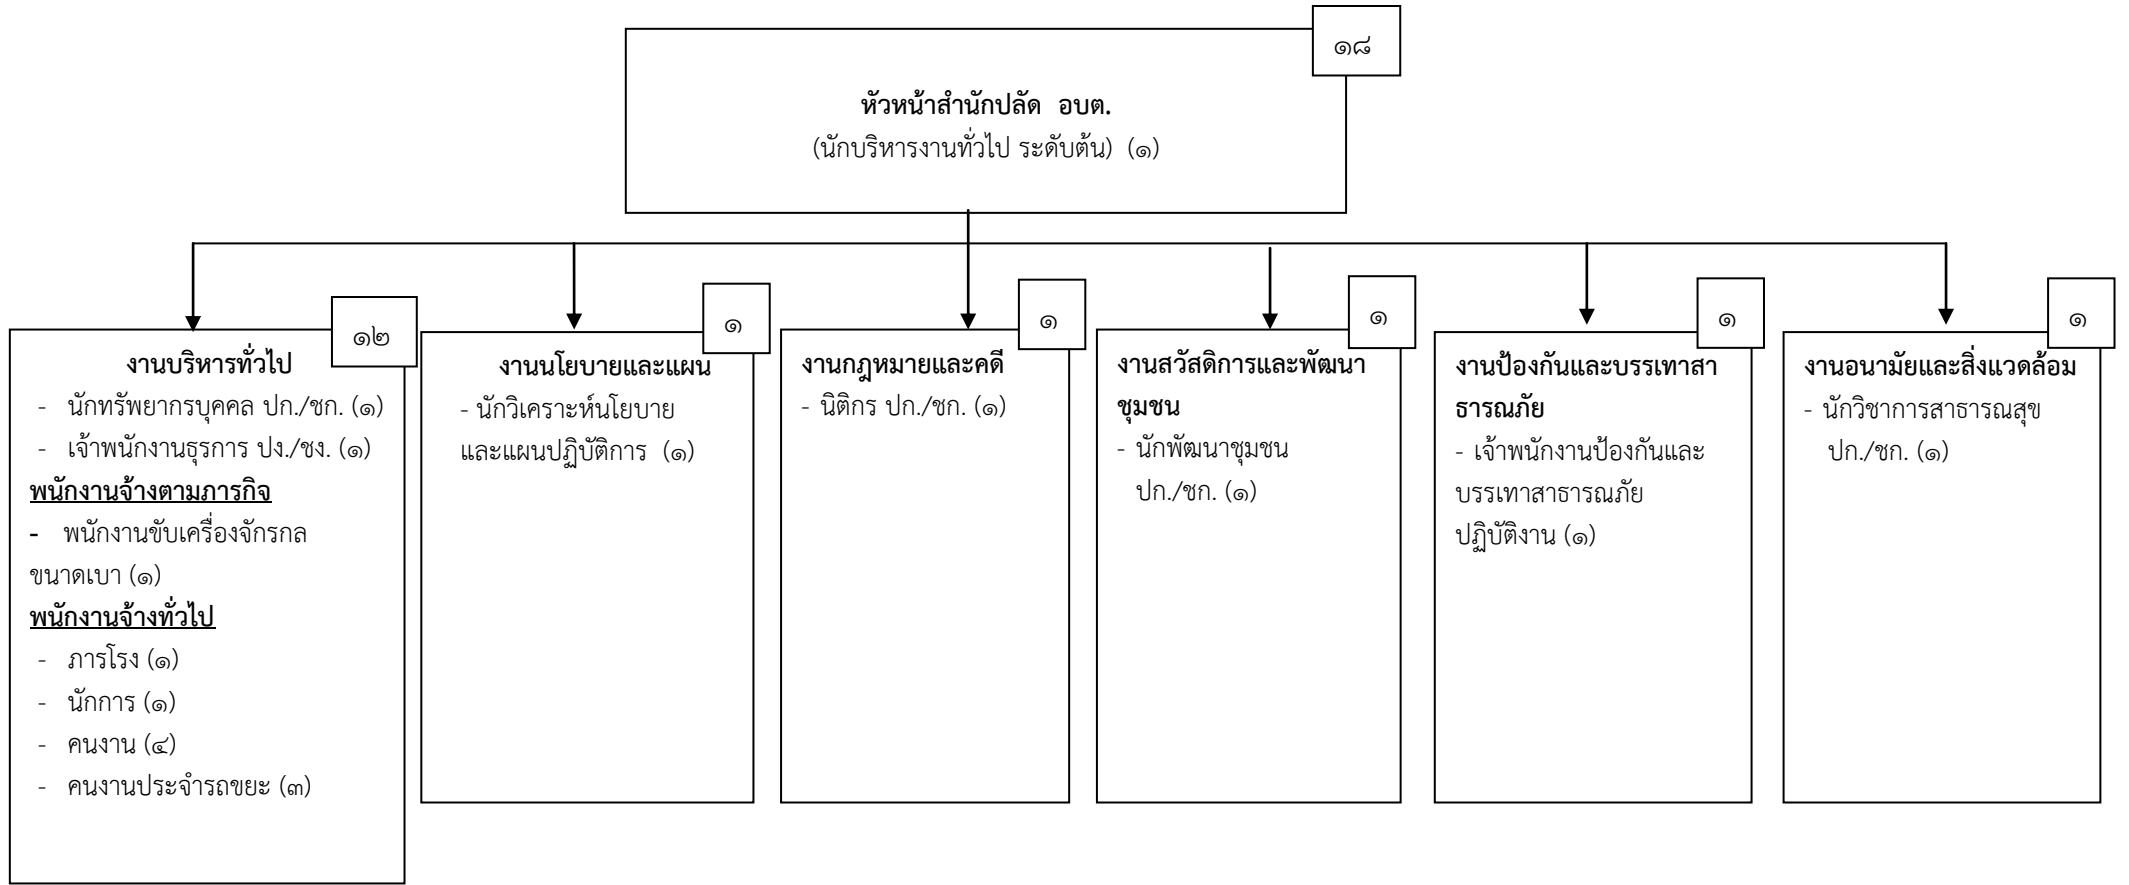 ๑๘
หัวหน้าสำนักปลัด อบต.
(นักบริหารงานทั่วไป ระดับต้น) (๑)
๑๒
งานบริหารทั่วไป
- นักทรัพยากรบุคคล ปก./ชก. (๑)
- เจ้าพนักงานธุรการ ปง./ชง. (๑)
พนักงานจ้างตามภารกิจ
- พนักงานขับเครื่องจักรกล
ขนาดเบา (๑)
พนักงานจ้างทั่วไป
- ภารโรง (๑)
- นักการ (๑)
- คนงาน (๔)
- คนงานประจำรถขยะ (๓)
๑
งานนโยบายและแผน
- นักวิเคราะห์นโยบาย
และแผนปฏิบัติการ (๑)
๑
งานกฎหมายและคดี
- นิติกร ปก./ชก. (๑)
๑
งานสวัสดิการและพัฒนา
ชุมชน
- นักพัฒนาชุมชน
ปก./ชก. (๑)
๑
งานป้องกันและบรรเทาสา
ธารณภัย
- เจ้าพนักงานป้องกันและ
บรรเทาสาธารณภัย
ปฏิบัติงาน (๑)
๑
งานอนามัยและสิ่งแวดล้อม
- นักวิชาการสาธารณสุข
ปก./ชก. (๑)